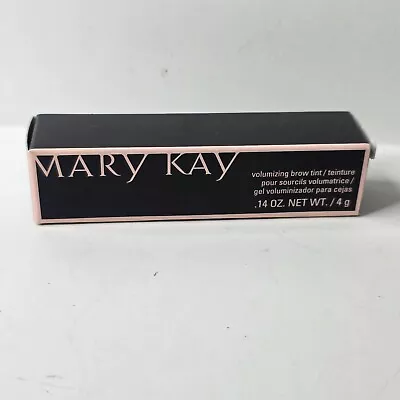 MARY KAY
volumizing brow tint / teinture
pour sourcils volumatrice /
gel voluminizador para cejas
.14 OZ. NET WT. / 4 g